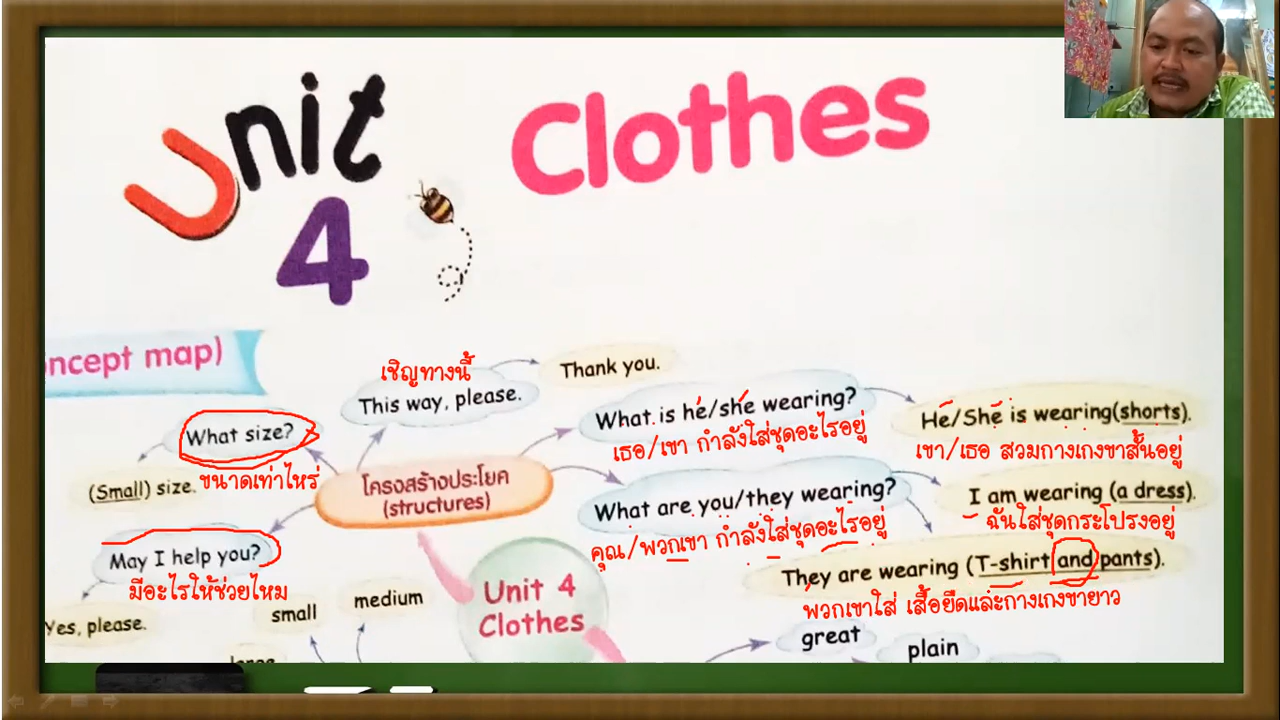 Unit
4
Clothes
oncept map)
เชิญทางนี้
This way, please.
Thank you.
What size?
ขนาดเท่าไหร่
(Small) size.
May I help you?
มีอะไรให้ช่วยไหม
Yes, please.
โครงสร้างประโยค
(structures)
What is he/she wearing?
เธอ/เขา กำลังใส่ชุดอะไรอยู่
He/She is wearing(shorts).
เขา/เธอ สวมกางเกงขาสั้นอยู่
What are you/they wearing?
คุณ/พวกเขา กำลังใส่ชุดอะไรอยู่
I am wearing (a dress).
ฉันใส่ชุดกระโปรงอยู่
They are wearing (T-shirt and pants).
พวกเขาใส่ เสื้อยืดและกางเกงขายาว
Unit 4
Clothes
small
medium
great
plain